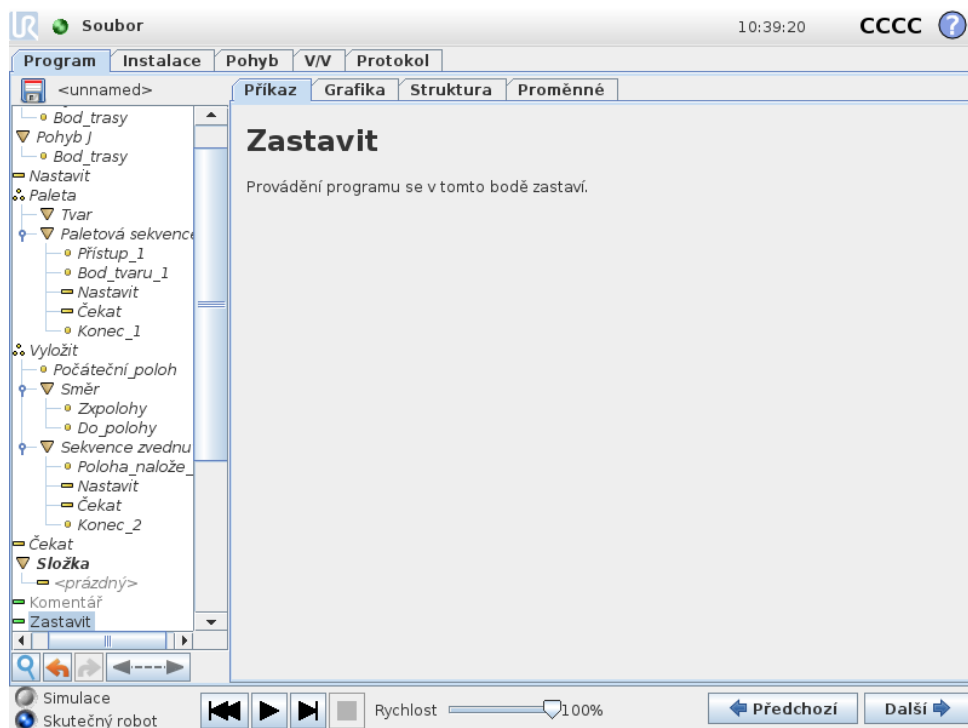 UR Soubor 10:39:20 CCCC ?
Program Instalace Pohyb V/V Protokol
<unnamed>
Příkaz Grafika Struktura Proměnné
Bod_trasy
Pohyb J
Bod_trasy
Nastavit
Paleta
Tvar
Paletová sekvence
Přístup_1
Bod_tvaru_1
Nastavit
Čekat
Konec_1
Vyložit
Počáteční_poloh
Směr
Zxpolohy
Do_polohy
Sekvence zvednu
Poloha_nalože_
Nastavit
Čekat
Konec_2
Čekat
Složka
<prázdný>
Komentář
Zastavit
Zastavit
Provádění programu se v tomto bodě zastaví.
Simulace
Skutečný robot
Rychlost 100%
Předchozí Další